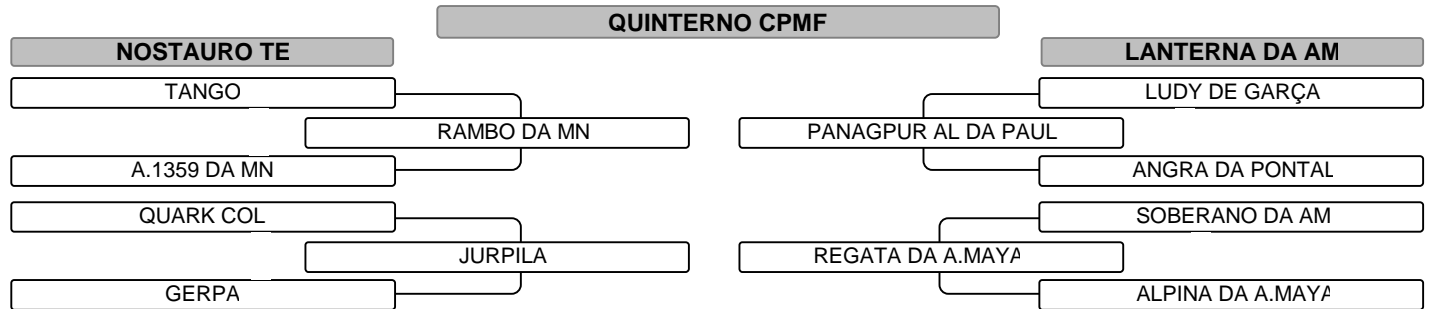 QUINTERNO CPMF
NOSTAURO TE
LANTERNA DA AM
TANGO
LUDY DE GARÇA
RAMBO DA MN
PANAGPUR AL DA PAUL
A.1359 DA MN
ANGRA DA PONTAL
QUARK COL
SOBERANO DA AM
JURPILA
REGATA DA A.MAYA
GERPA
ALPINA DA A.MAYA